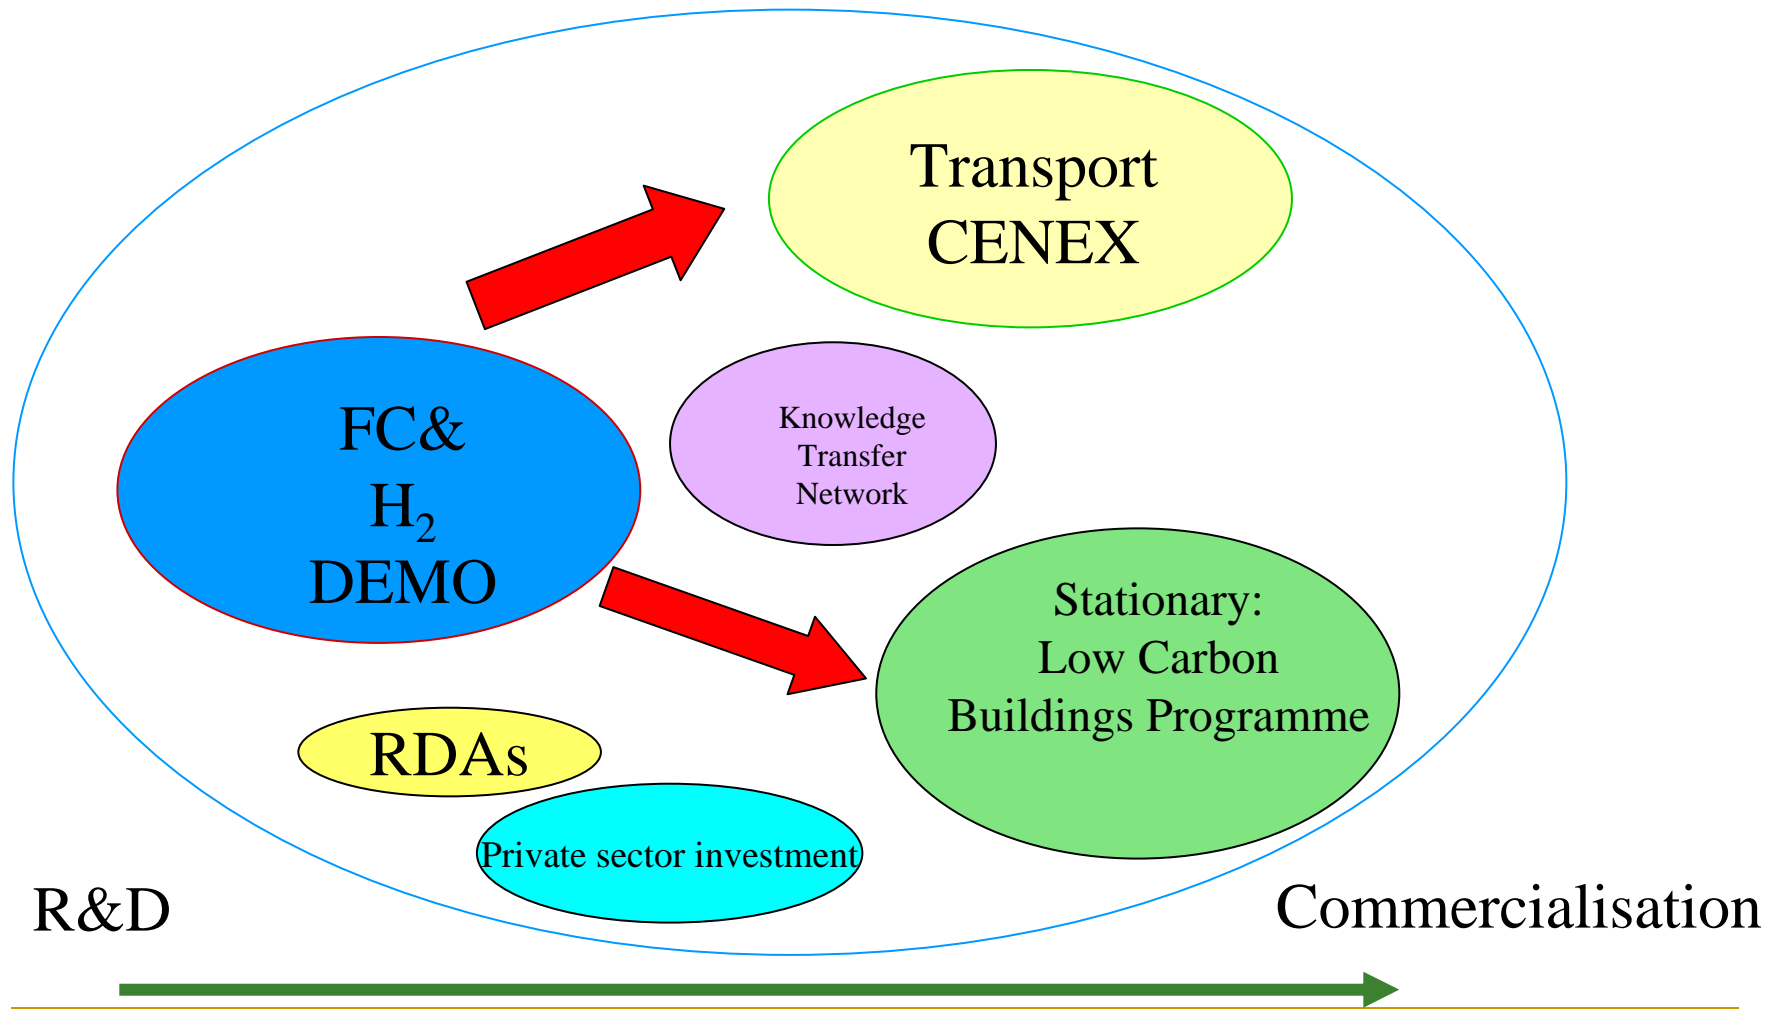 Transport
CENEX
FC&
H₂
DEMO
Knowledge
Transfer
Network
Stationary:
Low Carbon
Buildings Programme
RDAs
Private sector investment
R&D
Commercialisation